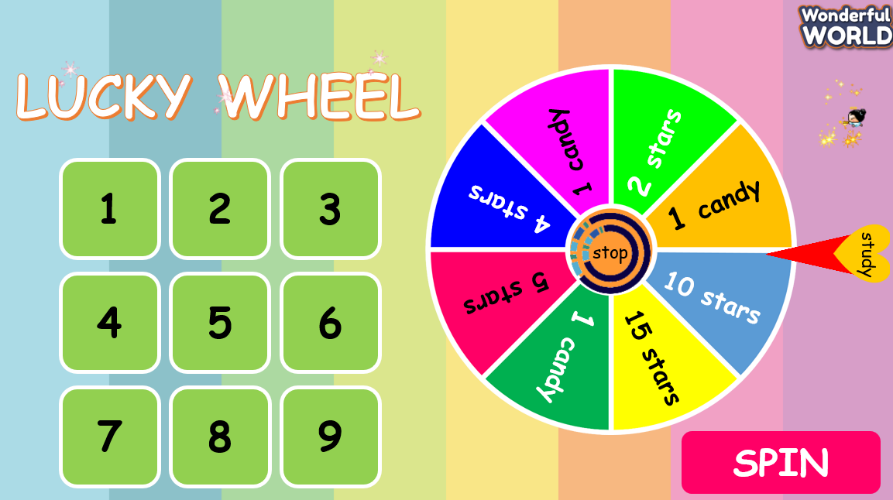 Wonderful
WORLD
LUCKY WHEEL
1 2 3
4 5 6
7 8 9
1 candy
2 stars
1 candy
10 stars
15 stars
1 candy
5 stars
4 stars
stop
study
SPIN